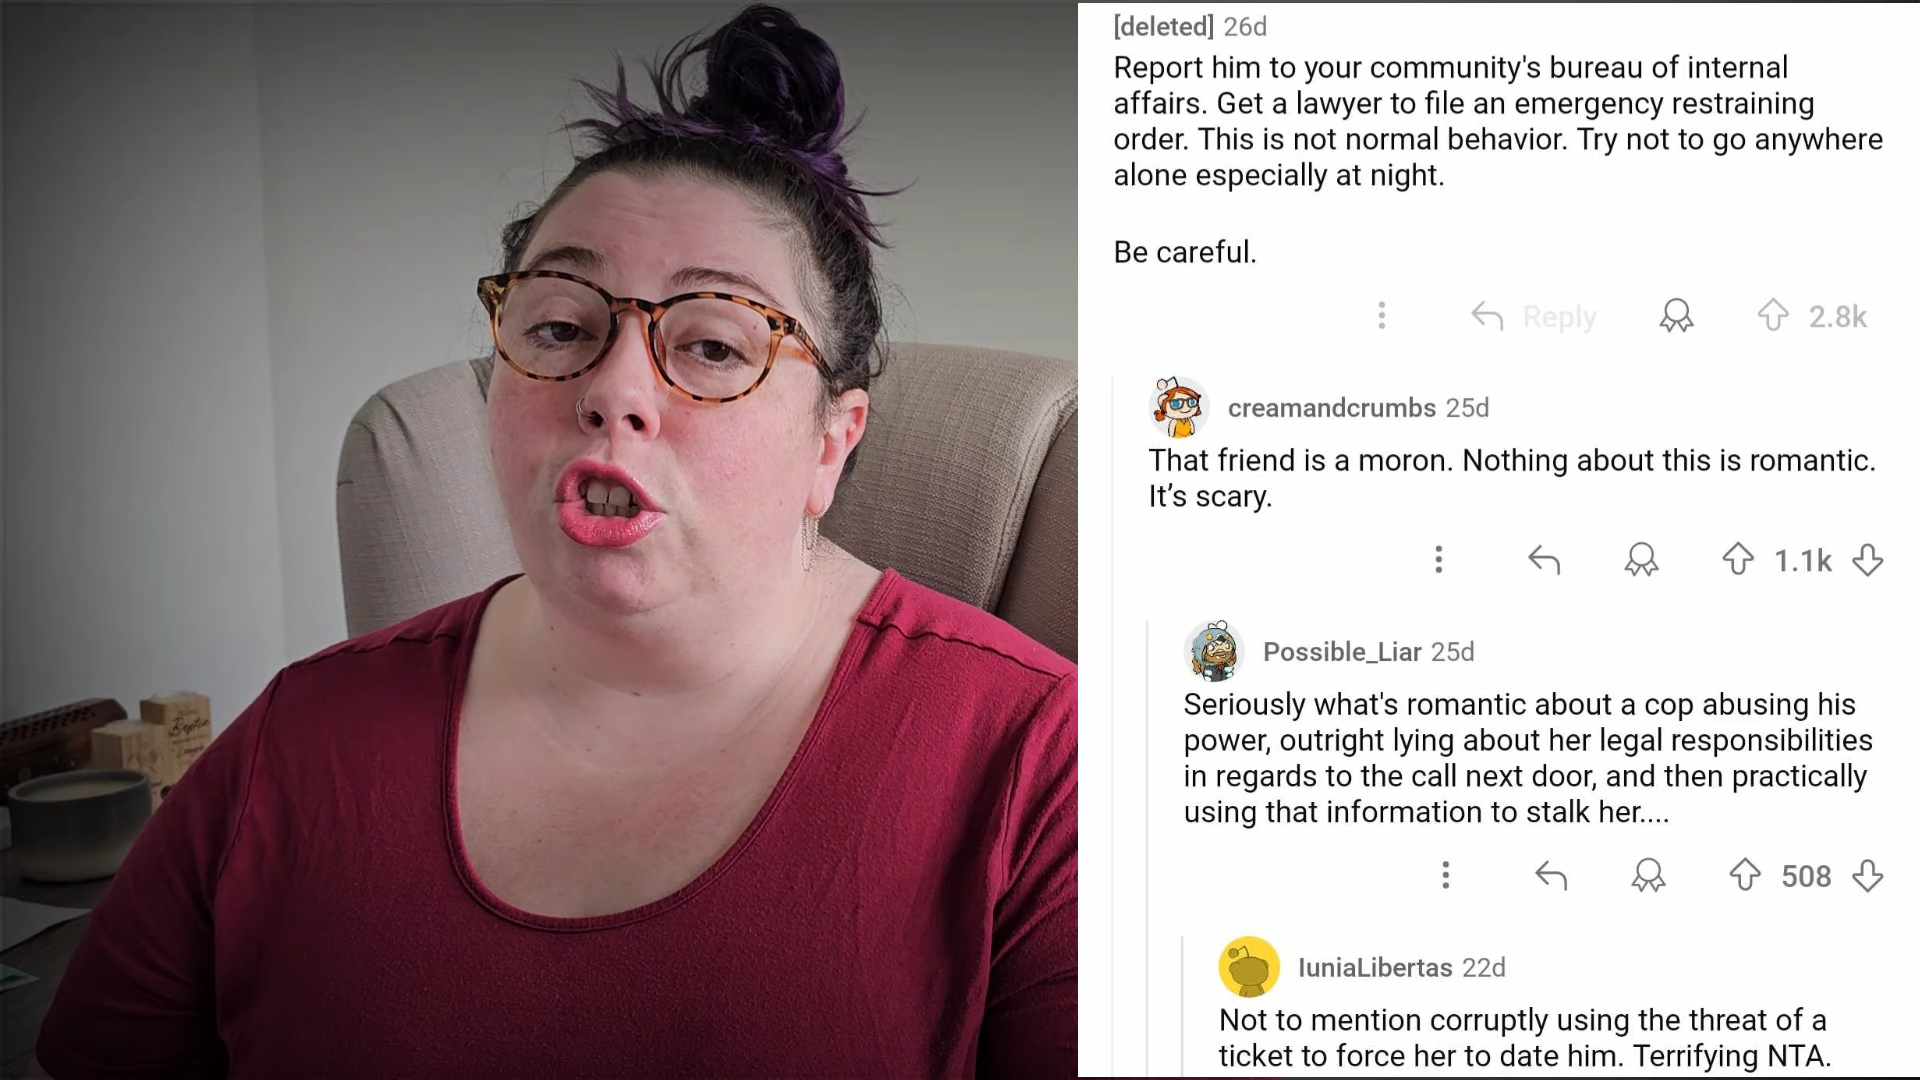 [deleted] 26d
Report him to your community's bureau of internal
affairs. Get a lawyer to file an emergency restraining
order. This is not normal behavior. Try not to go anywhere
alone especially at night.
Be careful.
Reply 2.8k
creamandcrumbs 25d
That friend is a moron. Nothing about this is romantic.
It’s scary.
1.1k
Possible_Liar 25d
Seriously what's romantic about a cop abusing his
power, outright lying about her legal responsibilities
in regards to the call next door, and then practically
using that information to stalk her....
508
IuniaLibertas 22d
Not to mention corruptly using the threat of a
ticket to force her to date him. Terrifying NTA.